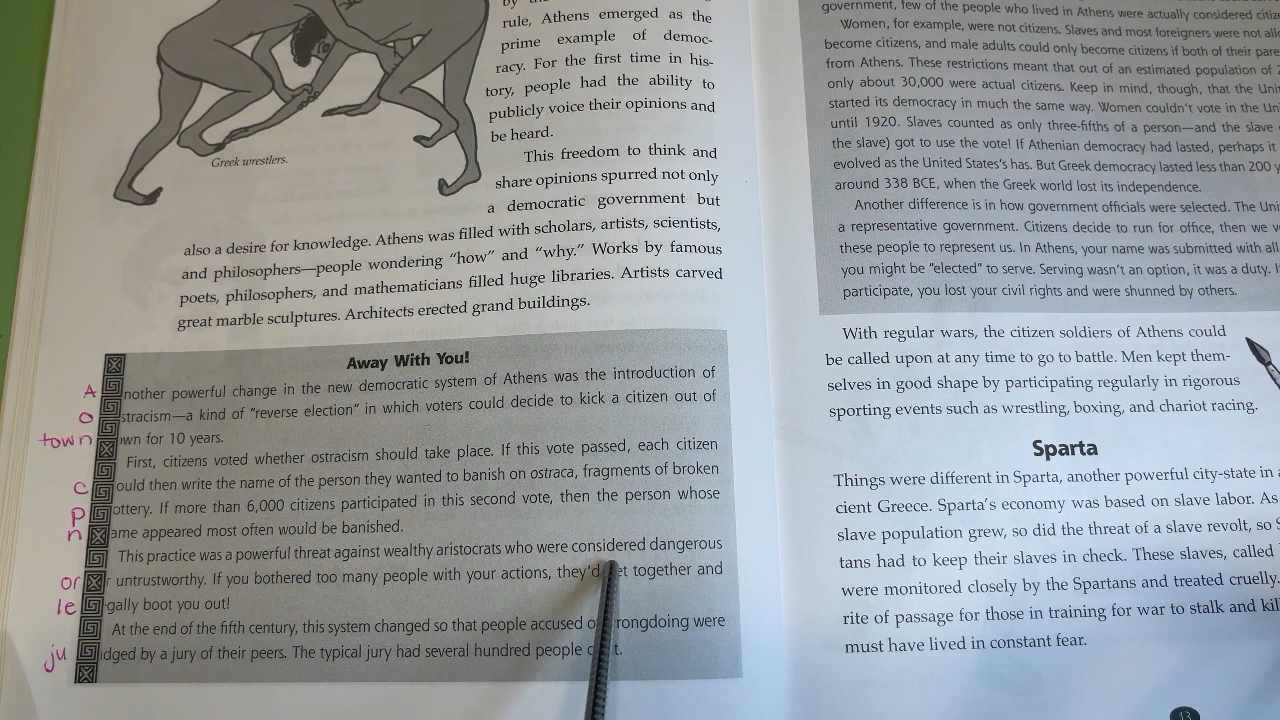 rule, Athens emerged as the
prime example of democ-
racy. For the first time in his-
tory, people had the ability to
publicly voice their opinions and
be heard.
Greek wrestlers.
This freedom to think and
share opinions spurred not only
a democratic government but
also a desire for knowledge. Athens was filled with scholars, artists, scientists,
and philosophers—people wondering "how" and "why." Works by famous
poets, philosophers, and mathematicians filled huge libraries. Artists carved
great marble sculptures. Architects erected grand buildings.
Away With You!
A nother powerful change in the new democratic system of Athens was the introduction of
o stracism—a kind of "reverse election" in which voters could decide to kick a citizen out of
town own for 10 years.
First, citizens voted whether ostracism should take place. If this vote passed, each citizen
c ould then write the name of the person they wanted to banish on ostraca, fragments of broken
p ottery. If more than 6,000 citizens participated in this second vote, then the person whose
n ame appeared most often would be banished.
This practice was a powerful threat against wealthy aristocrats who were considered dangerous
or r untrustworthy. If you bothered too many people with your actions, they'd together and
le gally boot you out!
At the end of the fifth century, this system changed so that people accused rongdoing were
ju dged by a jury of their peers. The typical jury had several hundred people
government, few of the people who lived in Athens were actually considered citize
Women, for example, were not citizens. Slaves and most foreigners were not allo
become citizens, and male adults could only become citizens if both of their pare
from Athens. These restrictions meant that out of an estimated population of
only about 30,000 were actual citizens. Keep in mind, though, that the Unit
started its democracy in much the same way. Women couldn't vote in the Un
until 1920. Slaves counted as only three-fifths of a person—and the slave
the slave) got to use the vote! If Athenian democracy had lasted, perhaps it
evolved as the United States's has. But Greek democracy lasted less than 200 y
around 338 BCE, when the Greek world lost its independence.
Another difference is in how government officials were selected. The Uni
a representative government. Citizens decide to run for office, then we v
these people to represent us. In Athens, your name was submitted with all
you might be "elected" to serve. Serving wasn't an option, it was a duty. I
participate, you lost your civil rights and were shunned by others.
With regular wars, the citizen soldiers of Athens could
be called upon at any time to go to battle. Men kept them-
selves in good shape by participating regularly in rigorous
sporting events such as wrestling, boxing, and chariot racing.
Sparta
Things were different in Sparta, another powerful city-state in a
cient Greece. Sparta's economy was based on slave labor. As
slave population grew, so did the threat of a slave revolt, so S
tans had to keep their slaves in check. These slaves, called
were monitored closely by the Spartans and treated cruelly.
rite of passage for those in training for war to stalk and kil
must have lived in constant fear.
13